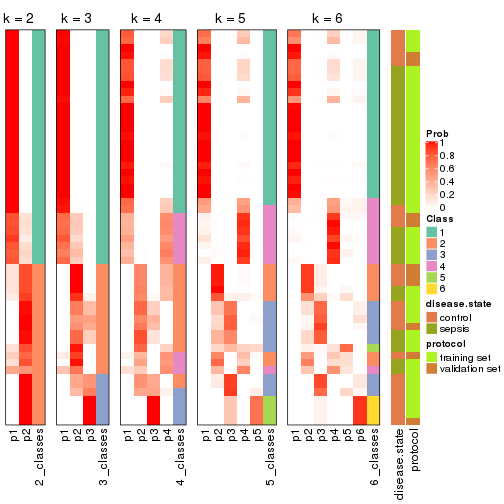 k = 2 k = 3 k = 4 k = 5 k = 6
Prob
1
0.8
0.6
0.4
0.2
0
Class
1
2
3
4
5
6
disease.state
control
sepsis
protocol
training set
validation set
p1 p2 2_classes p1 p2 p3 3_classes p1 p2 p3 p4 4_classes p1 p2 p3 p4 p5 5_classes p1 p2 p3 p4 p5 p6 6_classes disease.state protocol